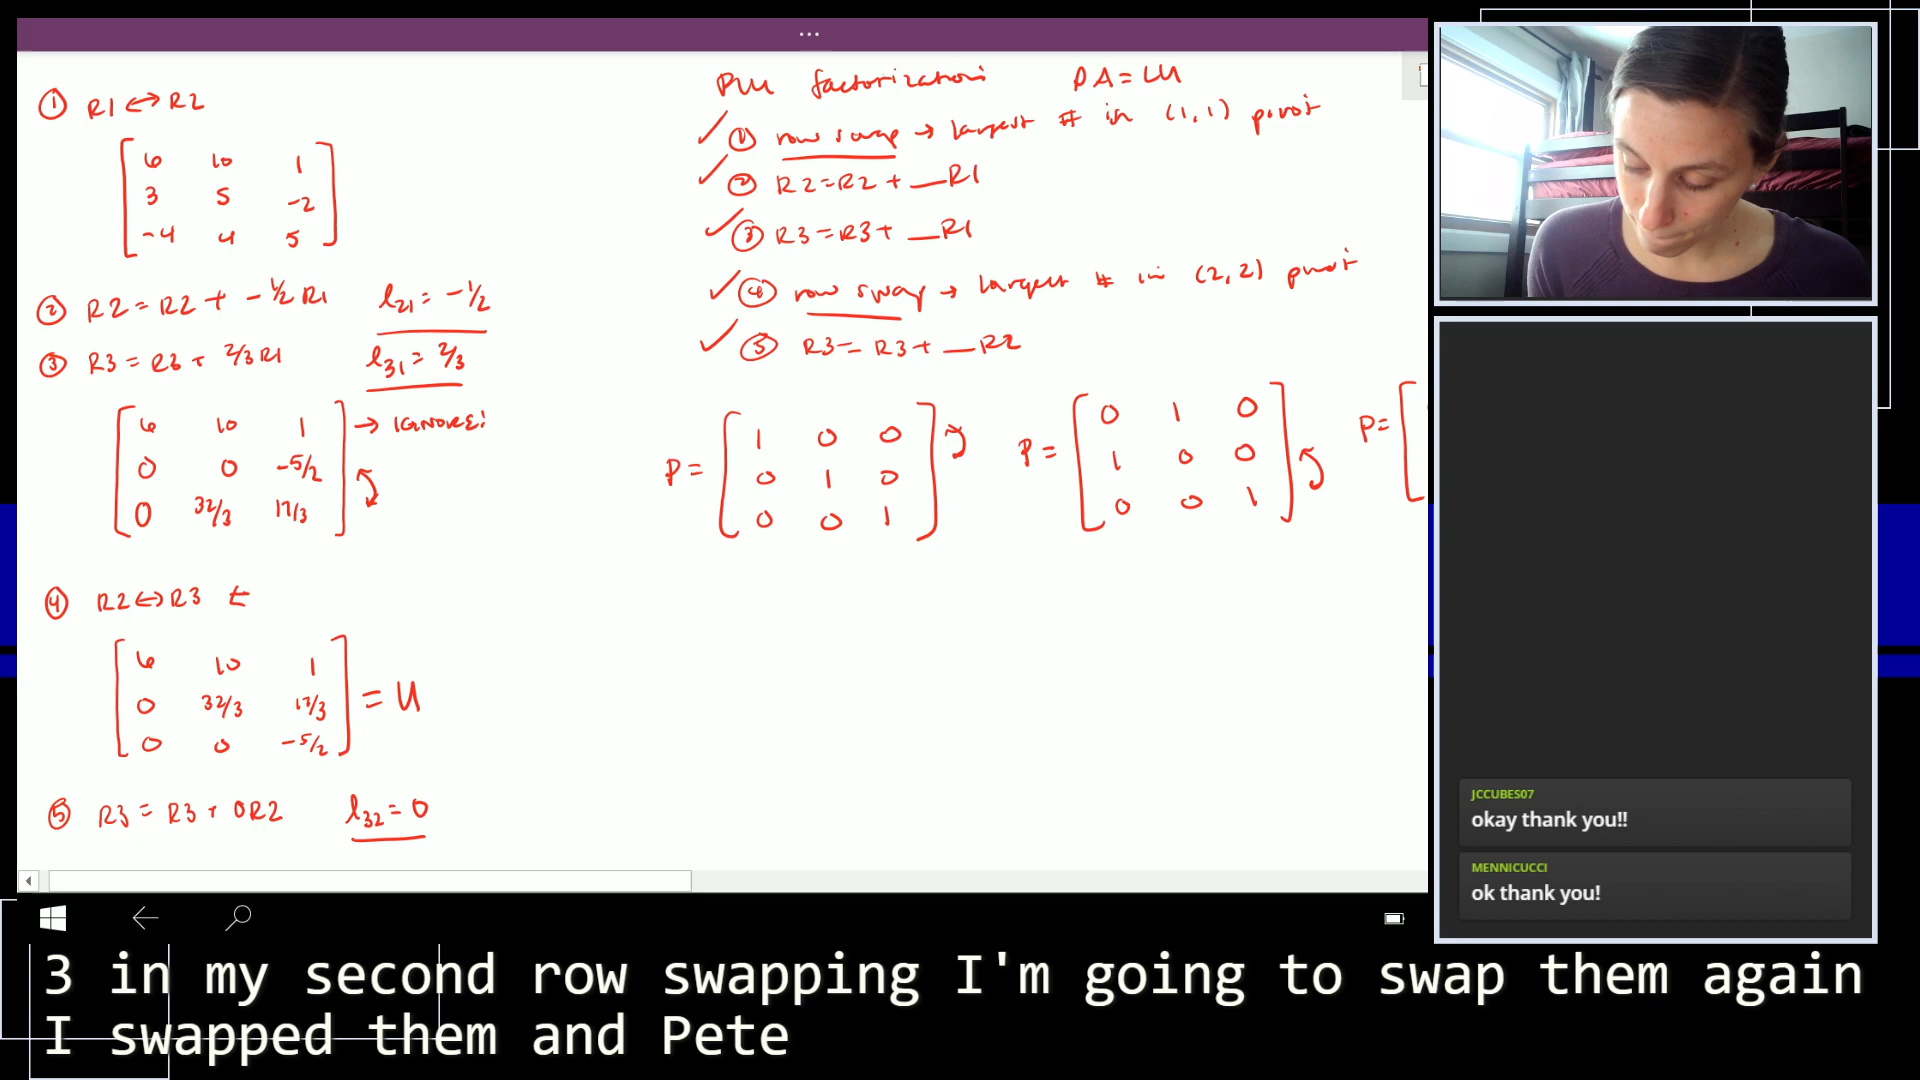 ...
① R1 ↔ R2
6 10 1
3 5 -2
-4 4 5
② R2 = R2 + -1/2 R1 l21 = -1/2
③ R3 = R3 + 2/3 R1 l31 = 2/3
6 10 1 → IGNORE!
0 0 -5/2
0 32/3 17/3
④ R2 ↔ R3 ←
6 10 1
0 32/3 17/3 = U
0 0 -5/2
⑤ R3 = R3 + 0R2 l32 = 0
PLU factorization PA = LU
✓ ① row swap → largest # in (1,1) pivot
✓ ② R2 = R2 + __R1
✓ ③ R3 = R3 + __R1
✓ ④ row swap → largest # in (2,2) pivot
✓ ⑤ R3 = R3 + __R2
P =
1 0 0
0 1 0
0 0 1
P =
0 1 0
1 0 0
0 0 1
P =
JCCUBES07
okay thank you!!
MENNICUCCI
ok thank you!
3 in my second row swapping I'm going to swap them again
I swapped them and Pete